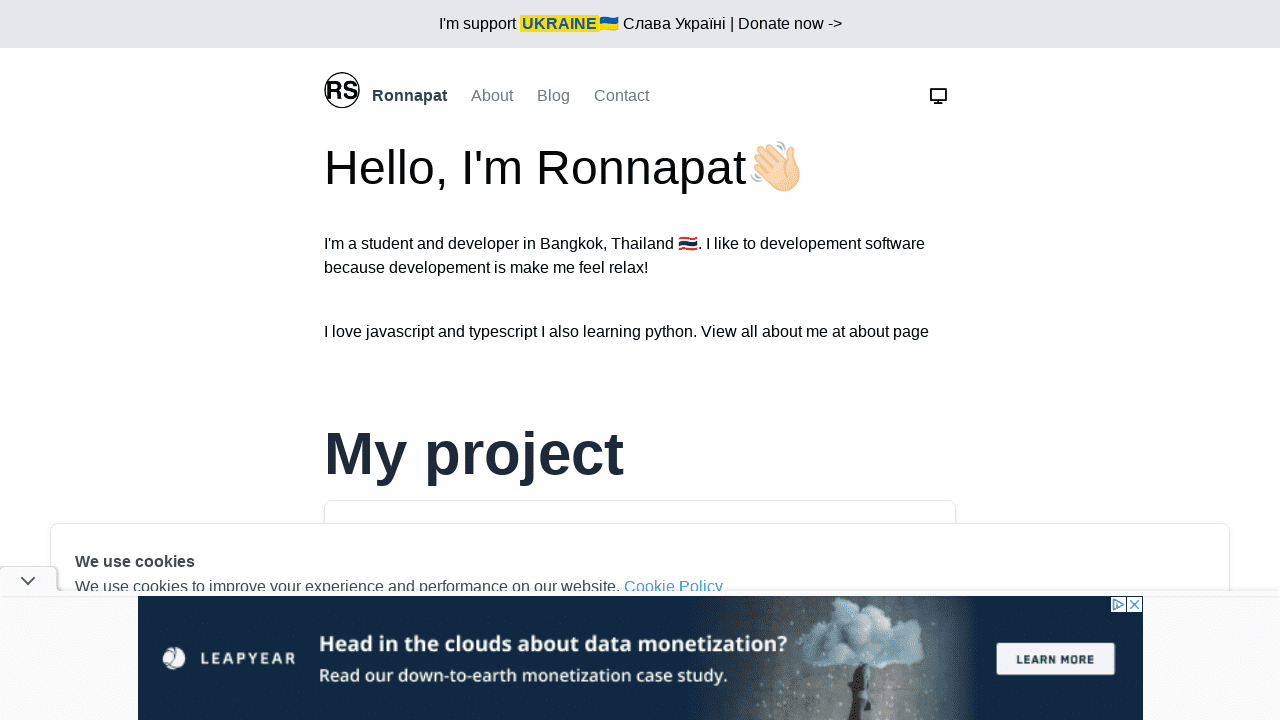 I'm support UKRAINE🇺🇦 Слава Україні | Donate now ->
RS Ronnapat About Blog Contact
Hello, I'm Ronnapat👋🏻
I'm a student and developer in Bangkok, Thailand 🇹🇭. I like to developement software
because developement is make me feel relax!
I love javascript and typescript I also learning python. View all about me at about page
My project
We use cookies
We use cookies to improve your experience and performance on our website. Cookie Policy
LEAPYEAR
Head in the clouds about data monetization?
Read our down-to-earth monetization case study.
LEARN MORE